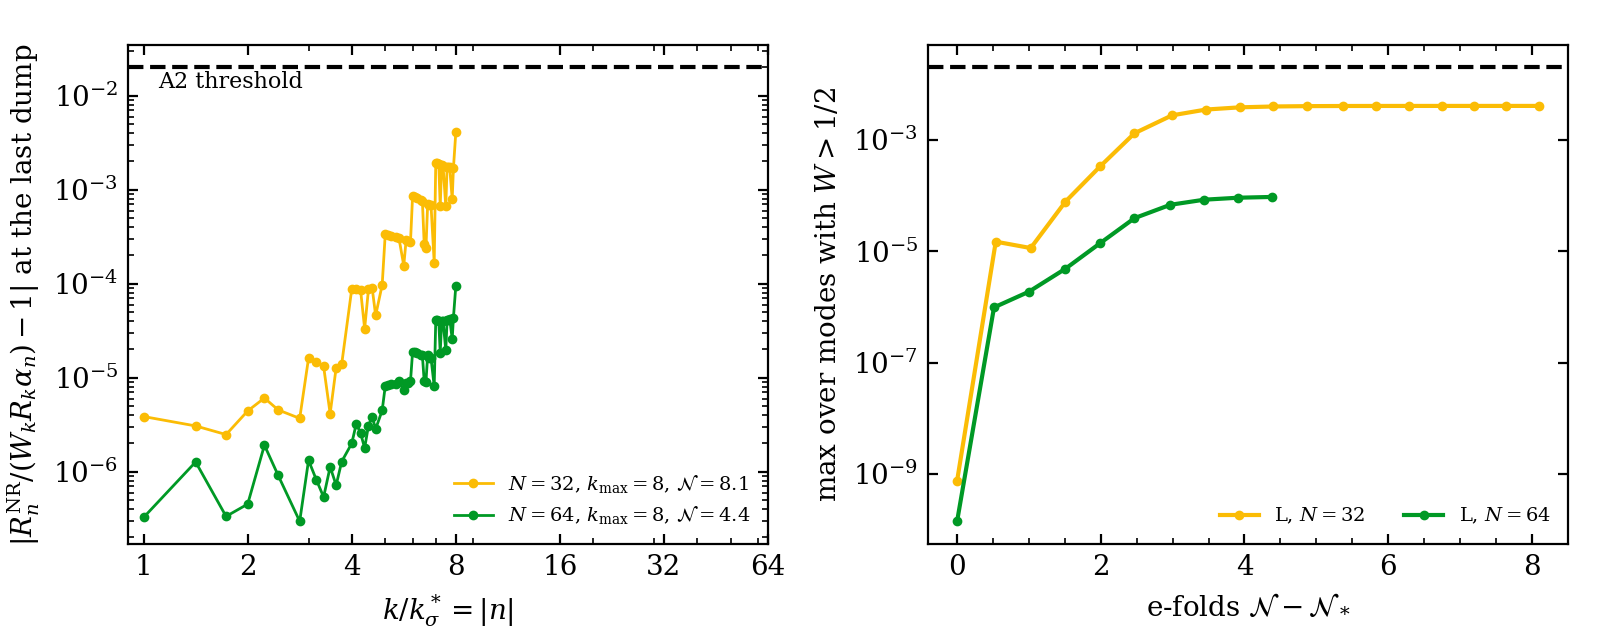 |R_n^NR/(W_k R_k α_n) − 1| at the last dump
10^−2
10^−3
10^−4
10^−5
10^−6
A2 threshold
N = 32, k_max = 8, 𝒩 = 8.1
N = 64, k_max = 8, 𝒩 = 4.4
1 2 4 8 16 32 64
k/k_σ^* = |n|
max over modes with W > 1/2
10^−3
10^−5
10^−7
10^−9
L, N = 32 L, N = 64
0 2 4 6 8
e-folds 𝒩 − 𝒩_*